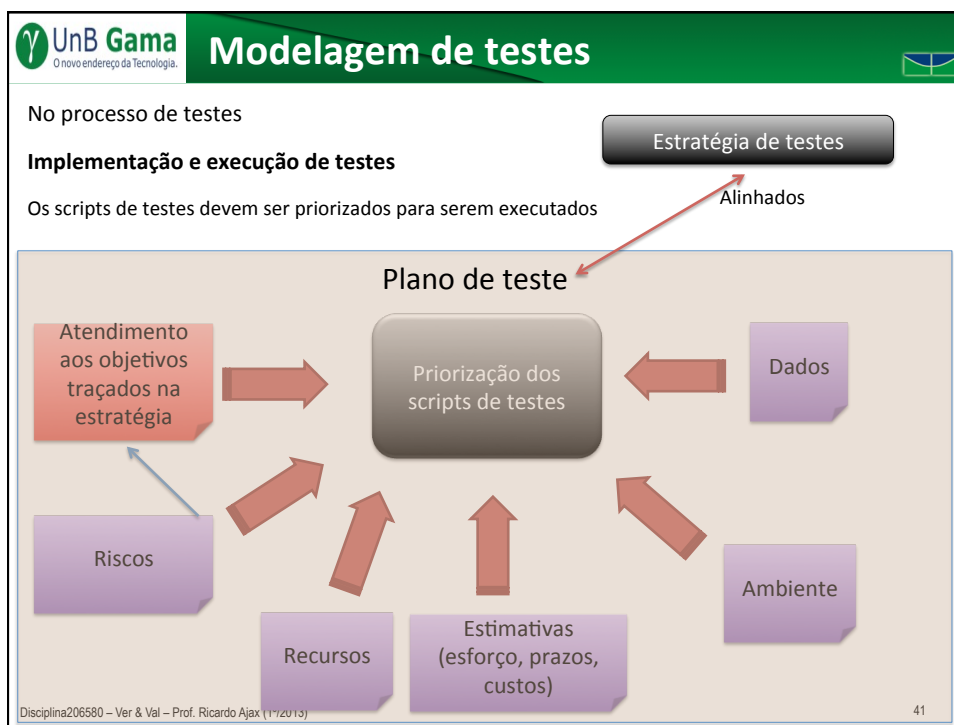 γ UnB Gama
O novo endereço da Tecnologia.
Modelagem de testes
No processo de testes
Implementação e execução de testes
Os scripts de testes devem ser priorizados para serem executados
Estratégia de testes
Alinhados
Plano de teste
Atendimento
aos objetivos
traçados na
estratégia
Priorização dos
scripts de testes
Dados
Riscos
Recursos
Estimativas
(esforço, prazos,
custos)
Ambiente
Disciplina206580 – Ver & Val – Prof. Ricardo Ajax (1º/2013)
41